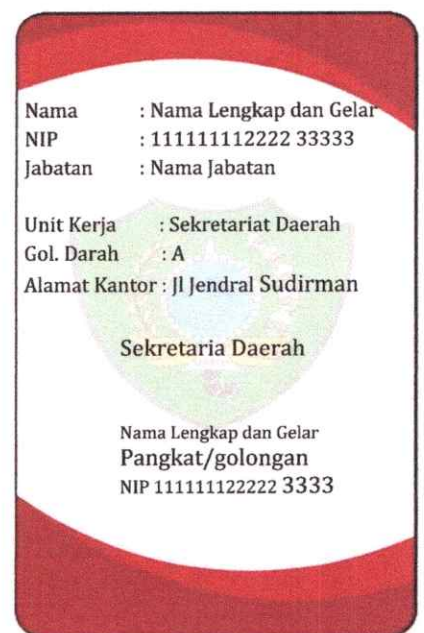 Nama : Nama Lengkap dan Gelar
NIP : 111111112222 33333
Jabatan : Nama Jabatan
Unit Kerja : Sekretariat Daerah
Gol. Darah : A
Alamat Kantor : Jl Jendral Sudirman
Sekretaria Daerah
Nama Lengkap dan Gelar
Pangkat/golongan
NIP 111111122222 3333